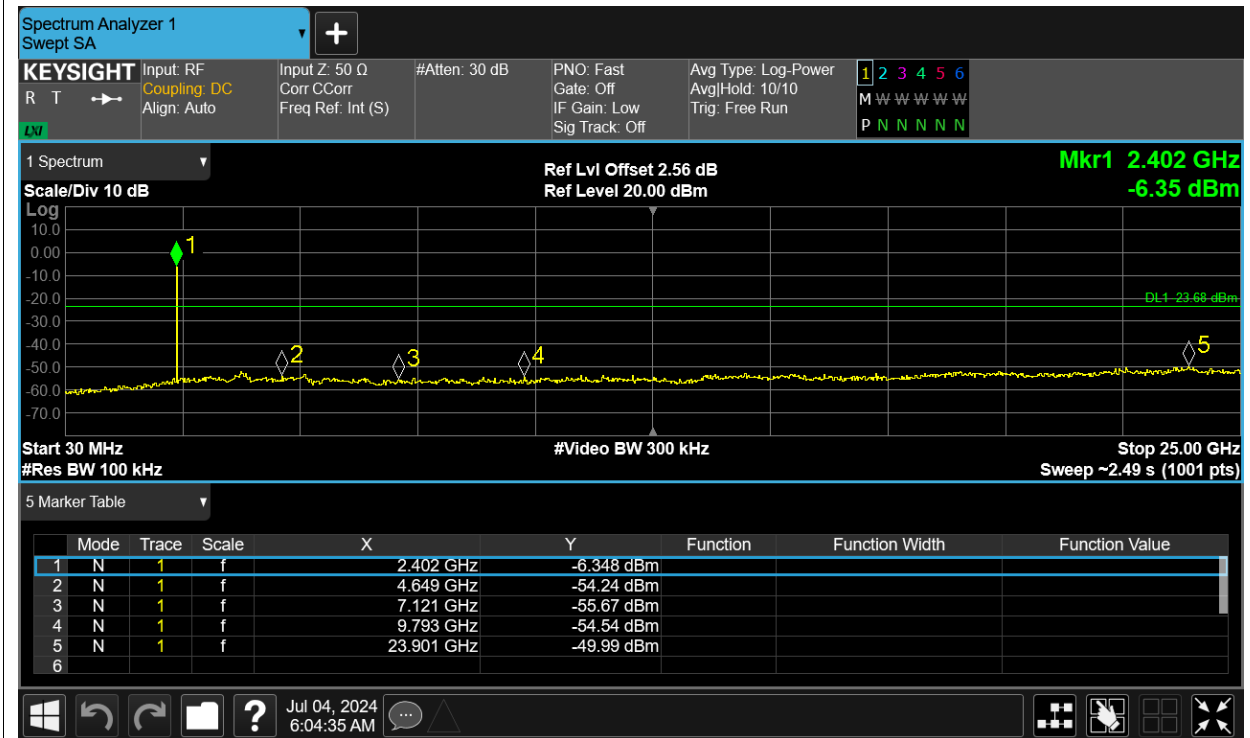 Spectrum Analyzer 1
Swept SA
KEYSIGHT
R T
LXI
Input: RF
Coupling: DC
Align: Auto
Input Z: 50 Ω
Corr CCorr
Freq Ref: Int (S)
#Atten: 30 dB
PNO: Fast
Gate: Off
IF Gain: Low
Sig Track: Off
Avg Type: Log-Power
Avg|Hold: 10/10
Trig: Free Run
1 2 3 4 5 6
M W W W W W
P N N N N N
1 Spectrum
Scale/Div 10 dB
Ref Lvl Offset 2.56 dB
Ref Level 20.00 dBm
Mkr1 2.402 GHz
-6.35 dBm
Log
10.0
0.00
-10.0
-20.0
-30.0
-40.0
-50.0
-60.0
-70.0
1
2
3
4
5
DL1 -23.68 dBm
Start 30 MHz
#Video BW 300 kHz
Stop 25.00 GHz
#Res BW 100 kHz
Sweep ~2.49 s (1001 pts)
5 Marker Table
Mode Trace Scale X Y Function Function Width Function Value
1 N 1 f 2.402 GHz -6.348 dBm
2 N 1 f 4.649 GHz -54.24 dBm
3 N 1 f 7.121 GHz -55.67 dBm
4 N 1 f 9.793 GHz -54.54 dBm
5 N 1 f 23.901 GHz -49.99 dBm
6
?
Jul 04, 2024
6:04:35 AM